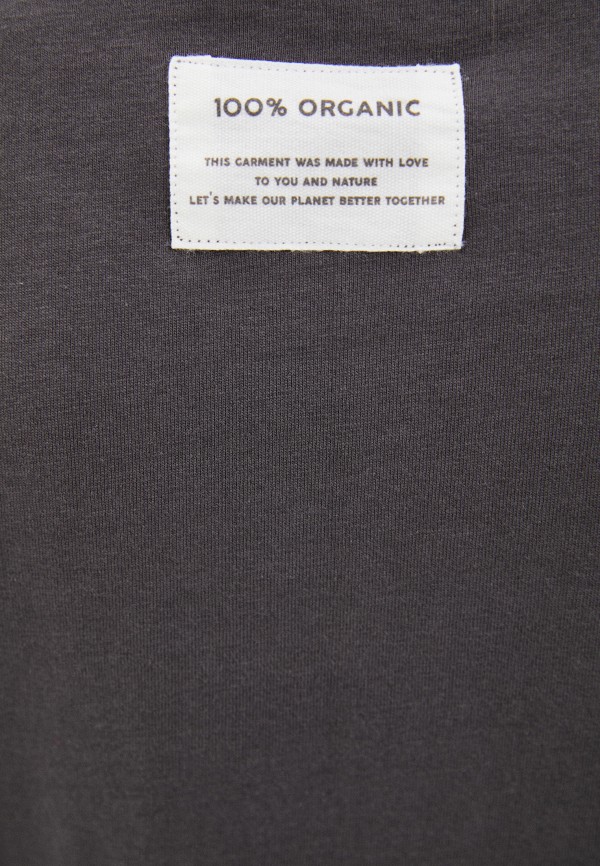 100% ORGANIC
THIS GARMENT WAS MADE WITH LOVE
TO YOU AND NATURE
LET'S MAKE OUR PLANET BETTER TOGETHER